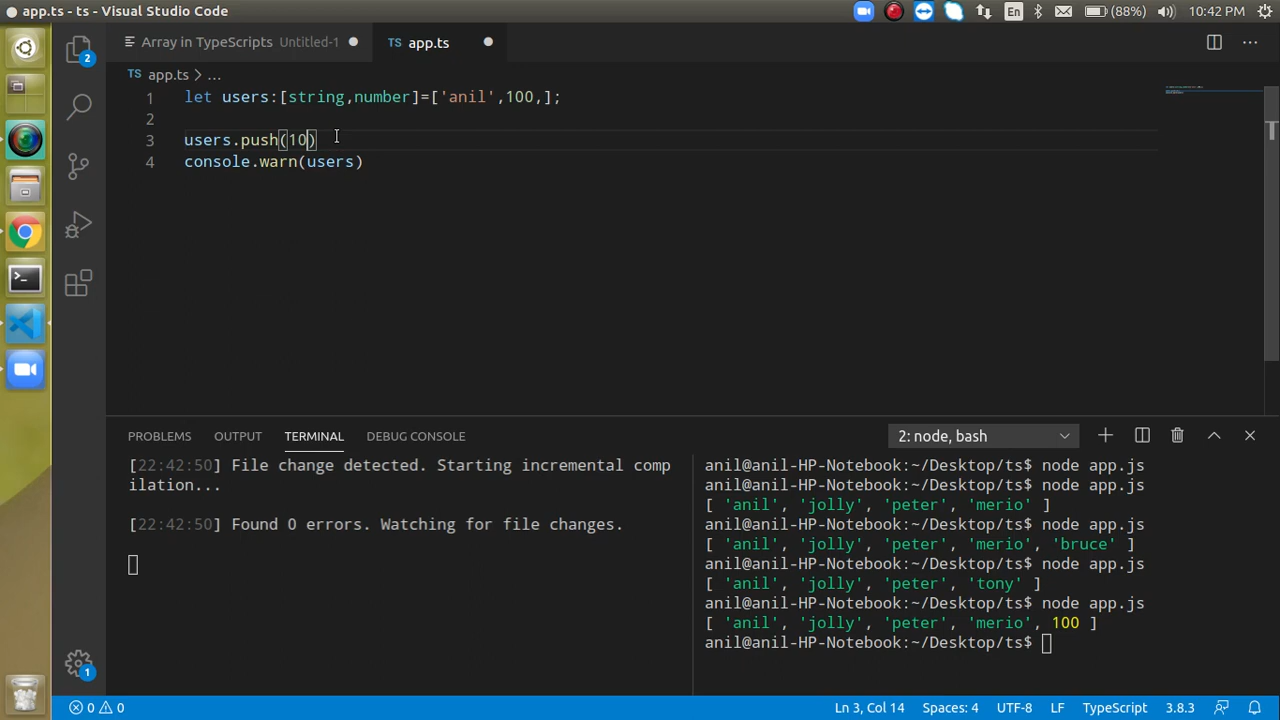 app.ts - ts - Visual Studio Code
En (88%) 10:42 PM
Array in TypeScripts Untitled-1
TS app.ts
2
TS app.ts > ...
1 let users:[string,number]=['anil',100,];
2
3 users.push(10)
4 console.warn(users)
PROBLEMS OUTPUT TERMINAL DEBUG CONSOLE
2: node, bash
[22:42:50] File change detected. Starting incremental comp
ilation...
[22:42:50] Found 0 errors. Watching for file changes.
anil@anil-HP-Notebook:~/Desktop/ts$ node app.js
anil@anil-HP-Notebook:~/Desktop/ts$ node app.js
[ 'anil', 'jolly', 'peter', 'merio' ]
anil@anil-HP-Notebook:~/Desktop/ts$ node app.js
[ 'anil', 'jolly', 'peter', 'merio', 'bruce' ]
anil@anil-HP-Notebook:~/Desktop/ts$ node app.js
[ 'anil', 'jolly', 'peter', 'tony' ]
anil@anil-HP-Notebook:~/Desktop/ts$ node app.js
[ 'anil', 'jolly', 'peter', 'merio', 100 ]
anil@anil-HP-Notebook:~/Desktop/ts$
1
0 0
Ln 3, Col 14 Spaces: 4 UTF-8 LF TypeScript 3.8.3